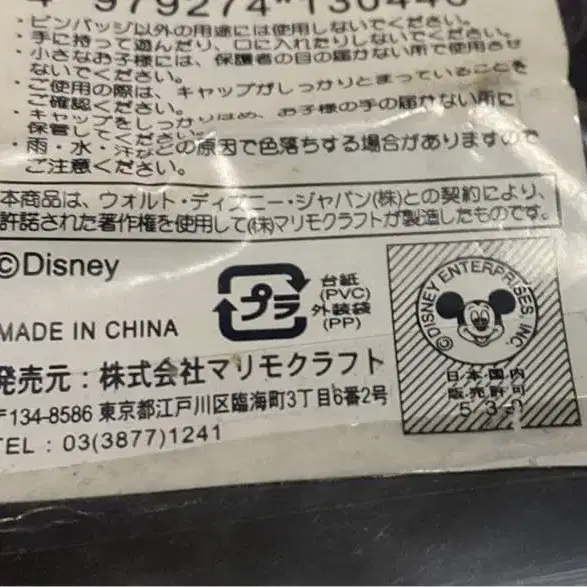 4 979274 130446
・ピンバッジ以外の用途には使用しないでください。
・手に持って遊んだり、口に入れたりしないでください。
・小さなお子様には、保護者の目の届かない所で使用させ
ないでください。
・ご使用の際は、キャップがしっかりとまっていることを
ご確認ください。
・キャップをしっかりはめ、お子様の手の届かない所に
保管してください。
・雨・水・汗などの原因で色落ちする場合がありますので
ご注意ください。
本商品は、ウォルト・ディズニー・ジャパン(株)との契約により、
許諾された著作権を使用して(株)マリモクラフトが製造したものです。
©Disney
プラ
台紙
(PVC)
外装袋
(PP)
©DISNEY ENTERPRISES INC
日本国内
販売許可
MADE IN CHINA
発売元：株式会社マリモクラフト
〒134-8586 東京都江戸川区臨海町3丁目6番2号
TEL : 03(3877)1241